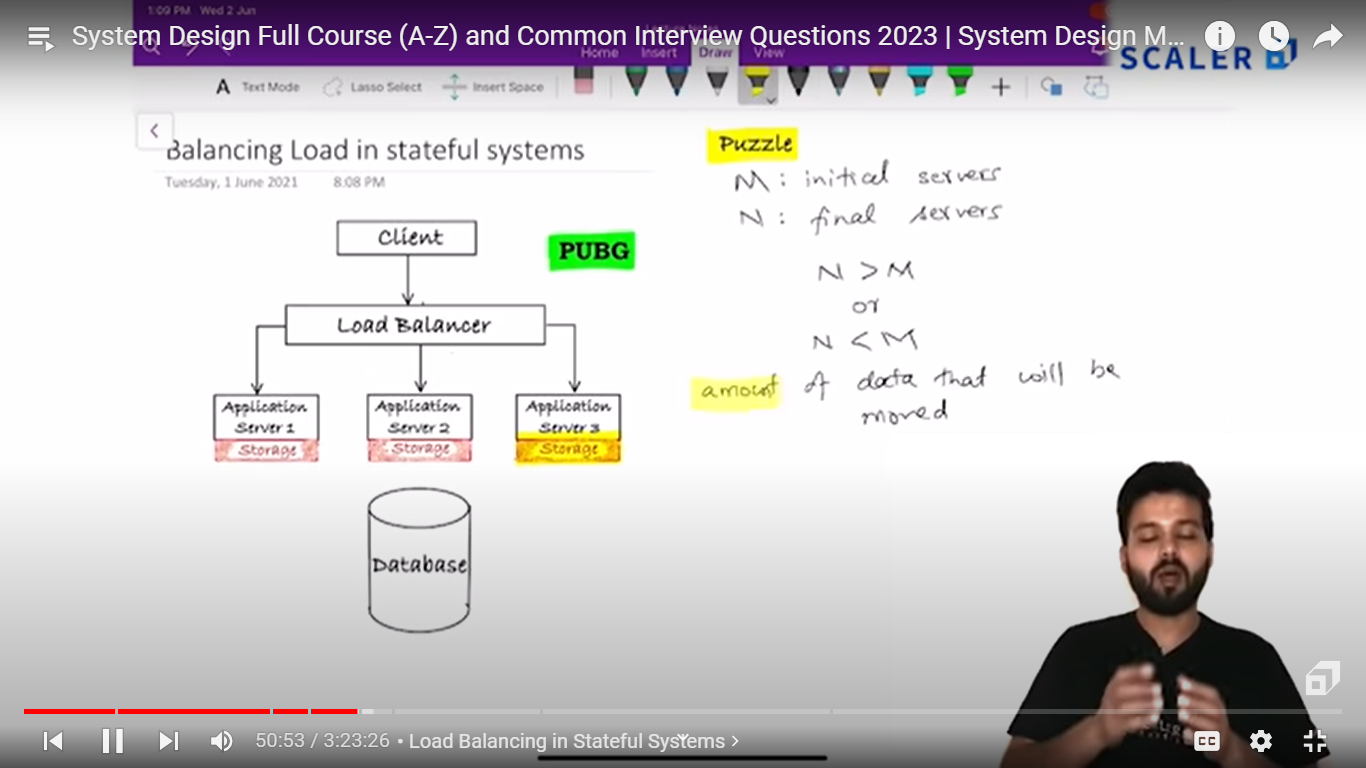 1:09 PM Wed 2 Jun
System Design Full Course (A-Z) and Common Interview Questions 2023 | System Design M...
Home Insert Draw View
SCALER
A Text Mode Lasso Select Insert Space
Balancing Load in stateful systems
Tuesday, 1 June 2021 8:08 PM
Client
PUBG
Load Balancer
Application Server 1
Storage
Application Server 2
Storage
Application Server 3
Storage
Database
Puzzle
M : initial servers
N : final servers
N > M
or
N < M
amount of data that will be
moved
50:53 / 3:23:26 • Load Balancing in Stateful Systems >
CC